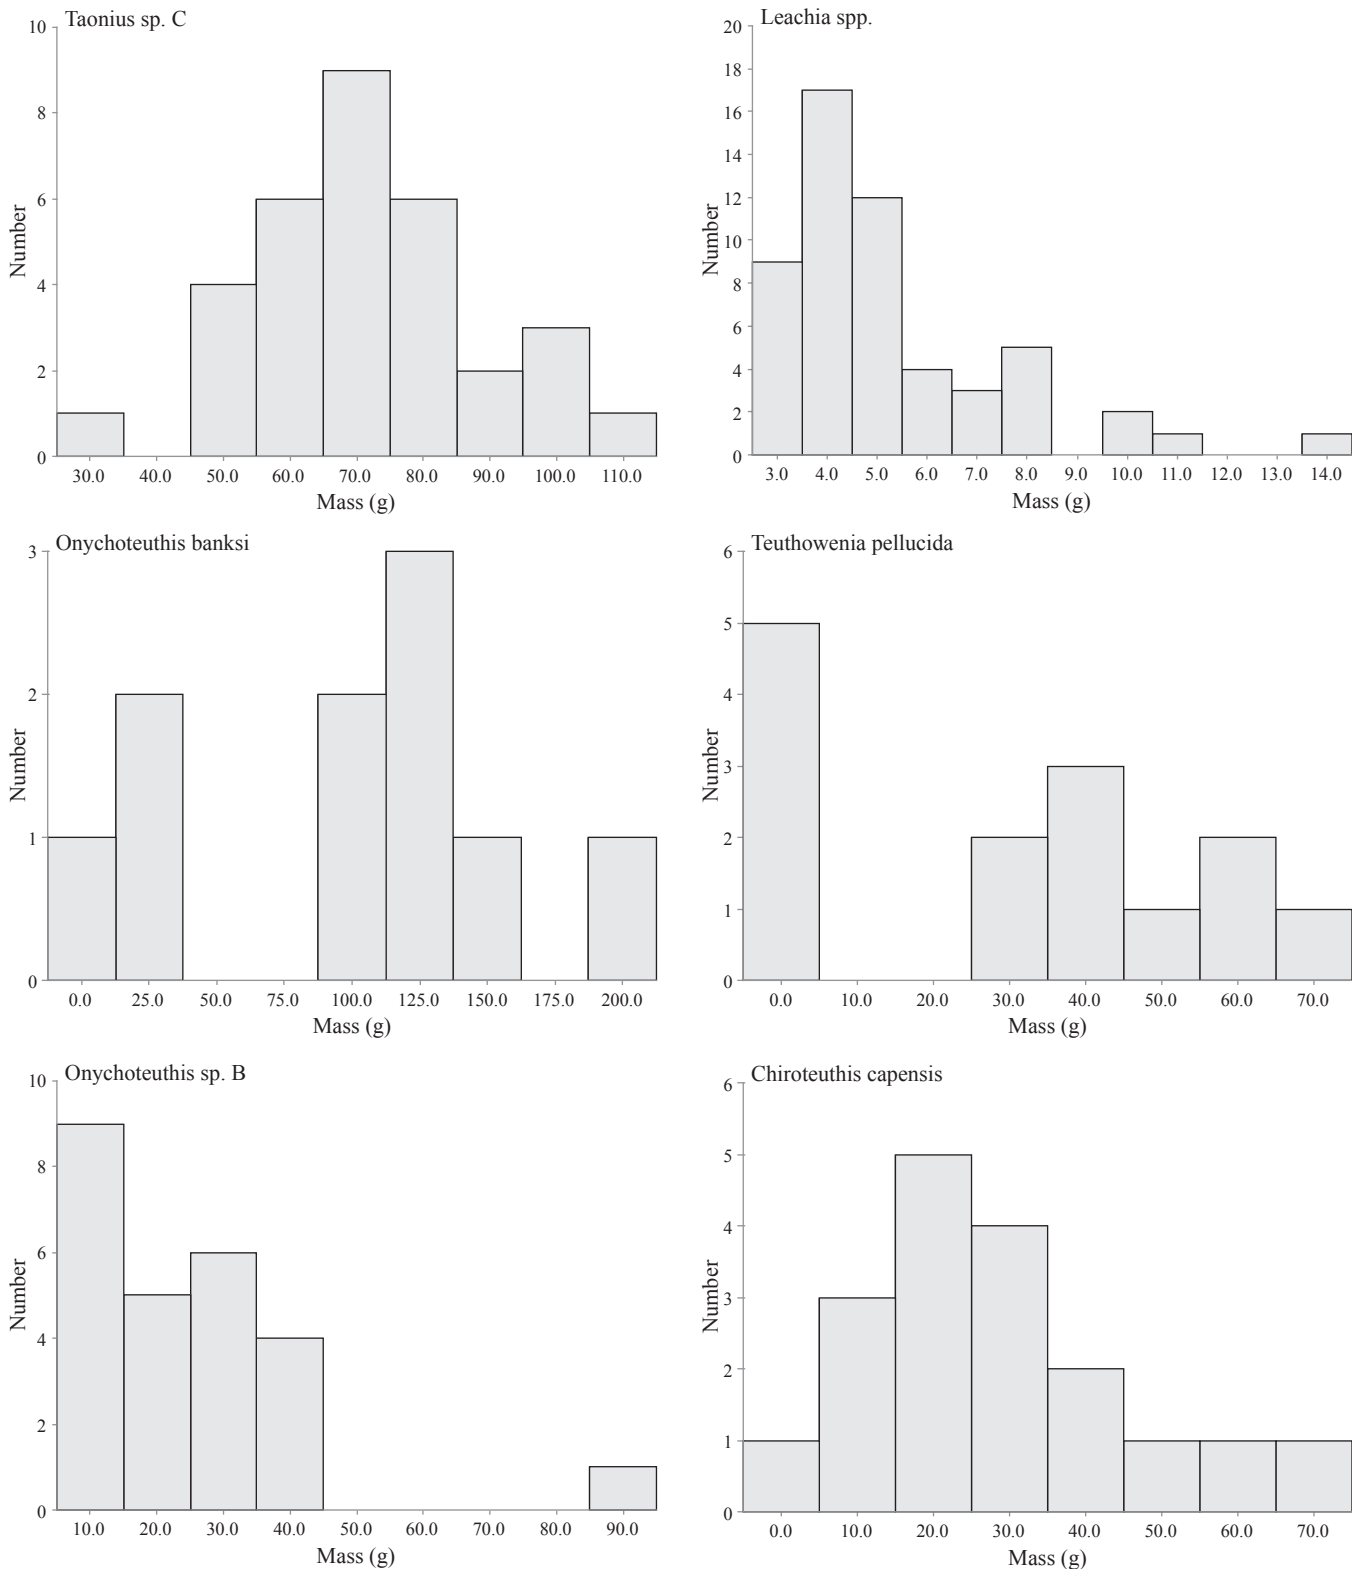 Taonius sp. C
10
8
6
4
2
0
Number
30.0 40.0 50.0 60.0 70.0 80.0 90.0 100.0 110.0
Mass (g)
Leachia spp.
20
18
16
14
12
10
8
6
4
2
0
Number
3.0 4.0 5.0 6.0 7.0 8.0 9.0 10.0 11.0 12.0 13.0 14.0
Mass (g)
Onychoteuthis banksi
3
2
1
0
Number
0.0 25.0 50.0 75.0 100.0 125.0 150.0 175.0 200.0
Mass (g)
Teuthowenia pellucida
6
5
4
3
2
1
0
Number
0.0 10.0 20.0 30.0 40.0 50.0 60.0 70.0
Mass (g)
Onychoteuthis sp. B
10
8
6
4
2
0
Number
10.0 20.0 30.0 40.0 50.0 60.0 70.0 80.0 90.0
Mass (g)
Chiroteuthis capensis
6
5
4
3
2
1
0
Number
0.0 10.0 20.0 30.0 40.0 50.0 60.0 70.0
Mass (g)